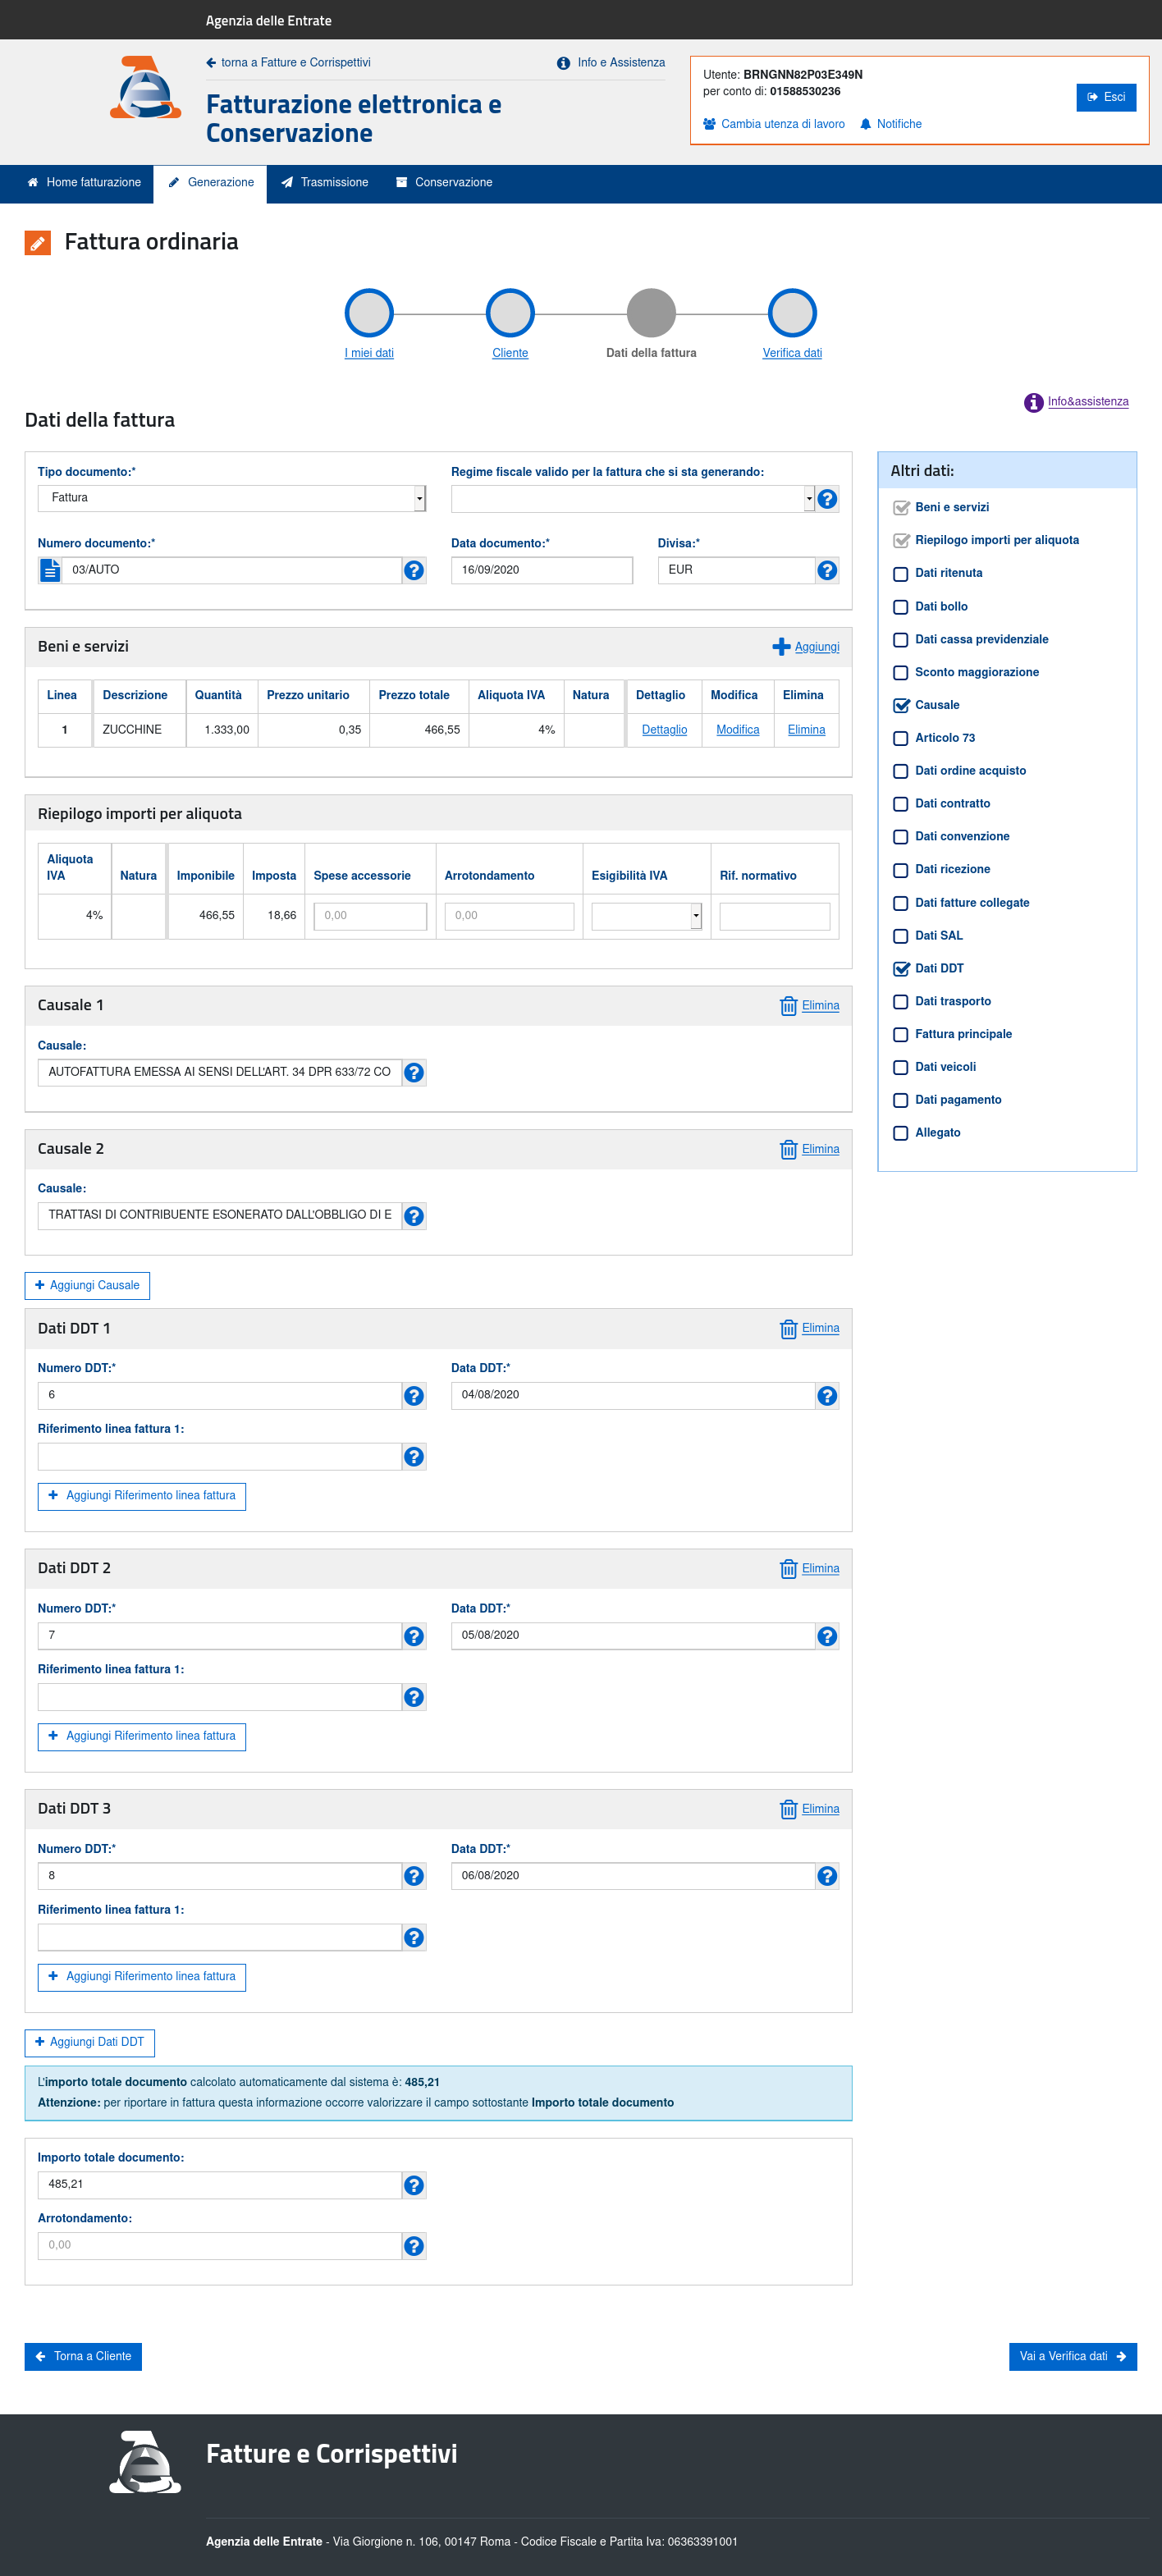 Agenzia delle Entrate
torna a Fatture e Corrispettivi
Info e Assistenza
Fatturazione elettronica e
Conservazione
Utente: BRNGNN82P03E349N
per conto di: 01588530236
Cambia utenza di lavoro Notifiche
Esci
Home fatturazione Generazione Trasmissione Conservazione
Fattura ordinaria
I miei dati Cliente Dati della fattura Verifica dati
Info&assistenza
Dati della fattura
Tipo documento:* Regime fiscale valido per la fattura che si sta generando:
Fattura
Numero documento:* Data documento:* Divisa:*
03/AUTO 16/09/2020 EUR
Beni e servizi Aggiungi
Linea Descrizione Quantità Prezzo unitario Prezzo totale Aliquota IVA Natura Dettaglio Modifica Elimina
1 ZUCCHINE 1.333,00 0,35 466,55 4% Dettaglio Modifica Elimina
Riepilogo importi per aliquota
Aliquota
IVA Natura Imponibile Imposta Spese accessorie Arrotondamento Esigibilità IVA Rif. normativo
4% 466,55 18,66 0,00 0,00
Causale 1 Elimina
Causale:
AUTOFATTURA EMESSA AI SENSI DELL'ART. 34 DPR 633/72 CO
Causale 2 Elimina
Causale:
TRATTASI DI CONTRIBUENTE ESONERATO DALL'OBBLIGO DI E
Aggiungi Causale
Dati DDT 1 Elimina
Numero DDT:* Data DDT:*
6 04/08/2020
Riferimento linea fattura 1:
Aggiungi Riferimento linea fattura
Dati DDT 2 Elimina
Numero DDT:* Data DDT:*
7 05/08/2020
Riferimento linea fattura 1:
Aggiungi Riferimento linea fattura
Dati DDT 3 Elimina
Numero DDT:* Data DDT:*
8 06/08/2020
Riferimento linea fattura 1:
Aggiungi Riferimento linea fattura
Aggiungi Dati DDT
L'importo totale documento calcolato automaticamente dal sistema è: 485,21
Attenzione: per riportare in fattura questa informazione occorre valorizzare il campo sottostante Importo totale documento
Importo totale documento:
485,21
Arrotondamento:
0,00
Altri dati:
Beni e servizi
Riepilogo importi per aliquota
Dati ritenuta
Dati bollo
Dati cassa previdenziale
Sconto maggiorazione
Causale
Articolo 73
Dati ordine acquisto
Dati contratto
Dati convenzione
Dati ricezione
Dati fatture collegate
Dati SAL
Dati DDT
Dati trasporto
Fattura principale
Dati veicoli
Dati pagamento
Allegato
Torna a Cliente Vai a Verifica dati
Fatture e Corrispettivi
Agenzia delle Entrate - Via Giorgione n. 106, 00147 Roma - Codice Fiscale e Partita Iva: 06363391001